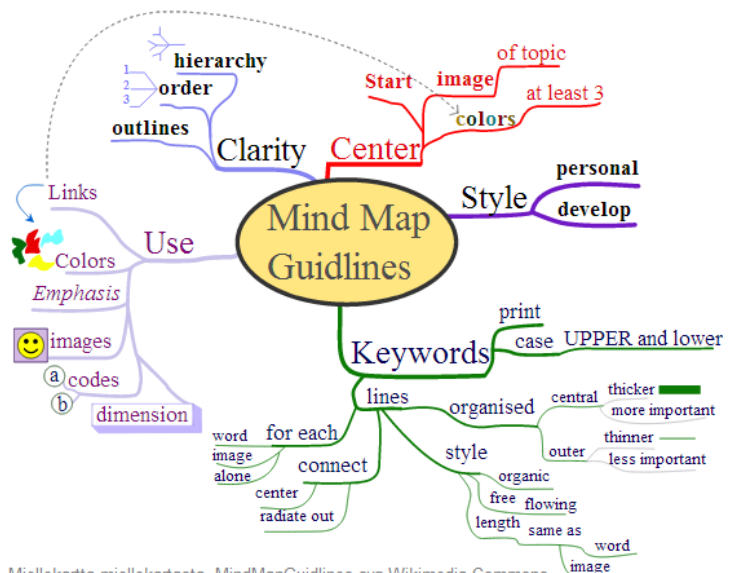 Mind Map
Guidlines
Clarity
hierarchy
order
1
2
3
outlines
Center
Start
image
of topic
colors
at least 3
Style
personal
develop
Use
Links
Colors
Emphasis
images
a
b
codes
dimension
Keywords
print
case
UPPER and lower
lines
organised
central
thicker
more important
outer
thinner
less important
for each
word
image
alone
connect
center
radiate out
style
organic
free
flowing
length
same as
word
image